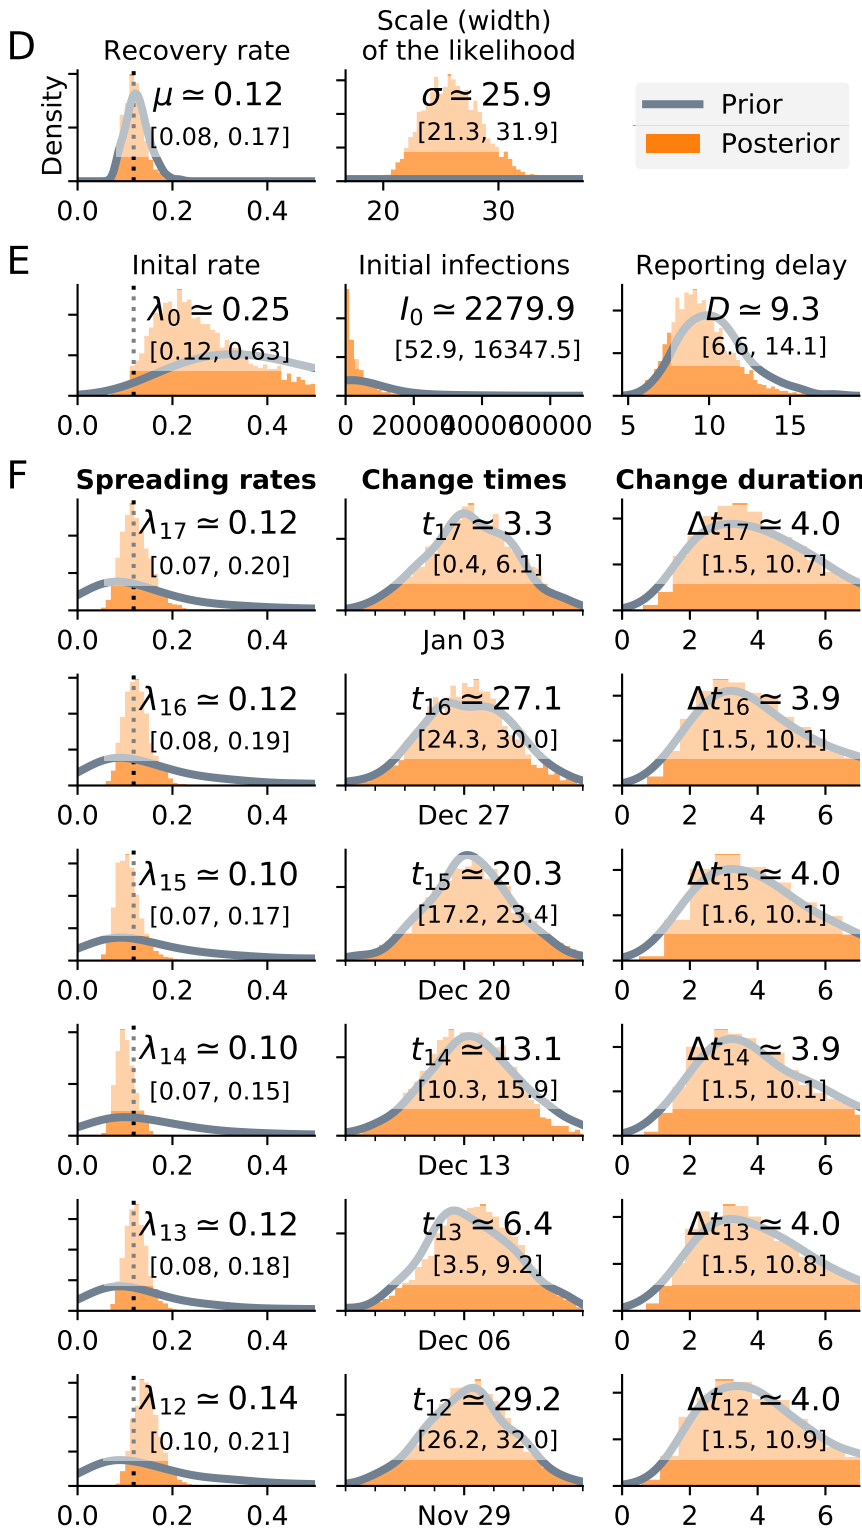 D
Recovery rate
Scale (width)
of the likelihood
Density
μ ≃ 0.12
[0.08, 0.17]
0.0 0.2 0.4
σ ≃ 25.9
[21.3, 31.9]
20 30
Prior
Posterior
E
Inital rate
Initial infections
Reporting delay
λ0 ≃ 0.25
[0.12, 0.63]
0.0 0.2 0.4
I0 ≃ 2279.9
[52.9, 16347.5]
0 20000 40000 60000
D ≃ 9.3
[6.6, 14.1]
5 10 15
F
Spreading rates
Change times
Change duration
λ17 ≃ 0.12
[0.07, 0.20]
0.0 0.2 0.4
t17 ≃ 3.3
[0.4, 6.1]
Jan 03
Δt17 ≃ 4.0
[1.5, 10.7]
0 2 4 6
λ16 ≃ 0.12
[0.08, 0.19]
0.0 0.2 0.4
t16 ≃ 27.1
[24.3, 30.0]
Dec 27
Δt16 ≃ 3.9
[1.5, 10.1]
0 2 4 6
λ15 ≃ 0.10
[0.07, 0.17]
0.0 0.2 0.4
t15 ≃ 20.3
[17.2, 23.4]
Dec 20
Δt15 ≃ 4.0
[1.6, 10.1]
0 2 4 6
λ14 ≃ 0.10
[0.07, 0.15]
0.0 0.2 0.4
t14 ≃ 13.1
[10.3, 15.9]
Dec 13
Δt14 ≃ 3.9
[1.5, 10.1]
0 2 4 6
λ13 ≃ 0.12
[0.08, 0.18]
0.0 0.2 0.4
t13 ≃ 6.4
[3.5, 9.2]
Dec 06
Δt13 ≃ 4.0
[1.5, 10.8]
0 2 4 6
λ12 ≃ 0.14
[0.10, 0.21]
0.0 0.2 0.4
t12 ≃ 29.2
[26.2, 32.0]
Nov 29
Δt12 ≃ 4.0
[1.5, 10.9]
0 2 4 6